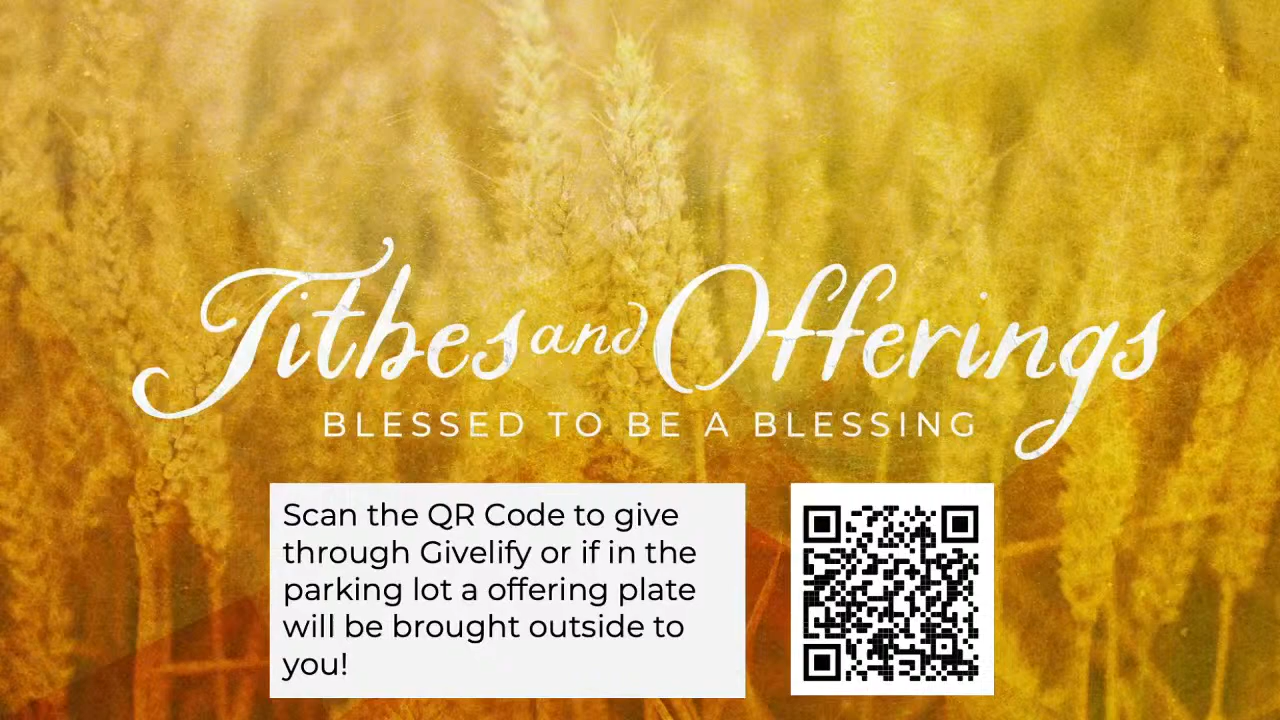 Tithes and Offerings
BLESSED TO BE A BLESSING
Scan the QR Code to give
through Givelify or if in the
parking lot a offering plate
will be brought outside to
you!